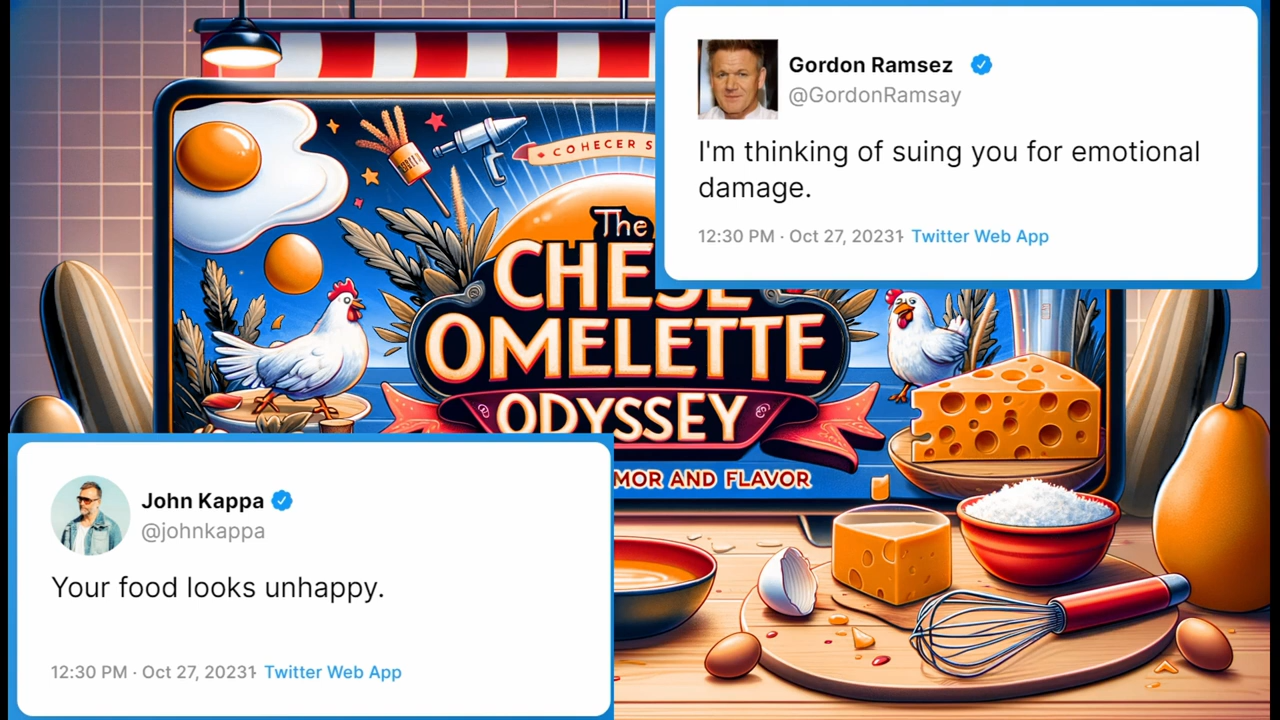 Gordon Ramsez
@GordonRamsay
I'm thinking of suing you for emotional
damage.
12:30 PM · Oct 27, 20231 Twitter Web App
COHECER S
The
CHESE
OMELETTE
ODYSSEY
MOR AND FLAVOR
John Kappa
@johnkappa
Your food looks unhappy.
12:30 PM · Oct 27, 20231 Twitter Web App